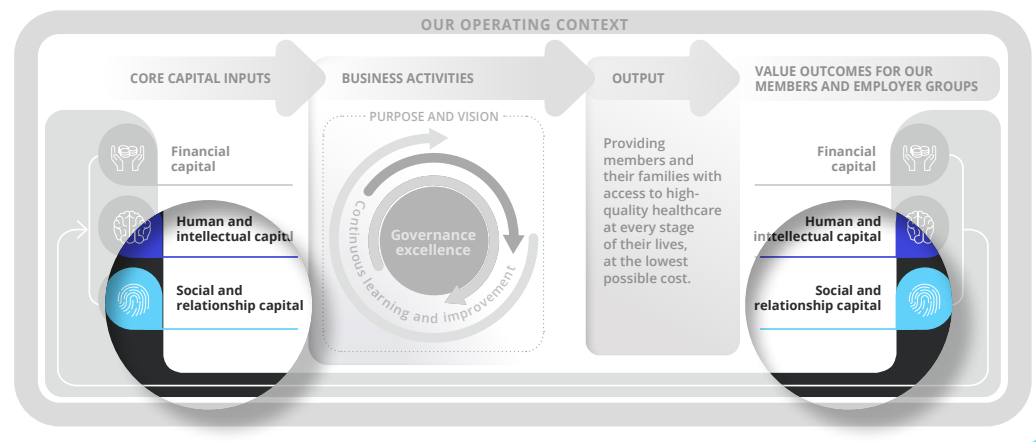 OUR OPERATING CONTEXT
CORE CAPITAL INPUTS
Financial
capital
Human and
intellectual capital
Social and
relationship capital
BUSINESS ACTIVITIES
PURPOSE AND VISION
Continuous learning and improvement
Governance
excellence
OUTPUT
Providing
members and
their families with
access to high-
quality healthcare
at every stage
of their lives,
at the lowest
possible cost.
VALUE OUTCOMES FOR OUR
MEMBERS AND EMPLOYER GROUPS
Financial
capital
Human and
intellectual capital
Social and
relationship capital